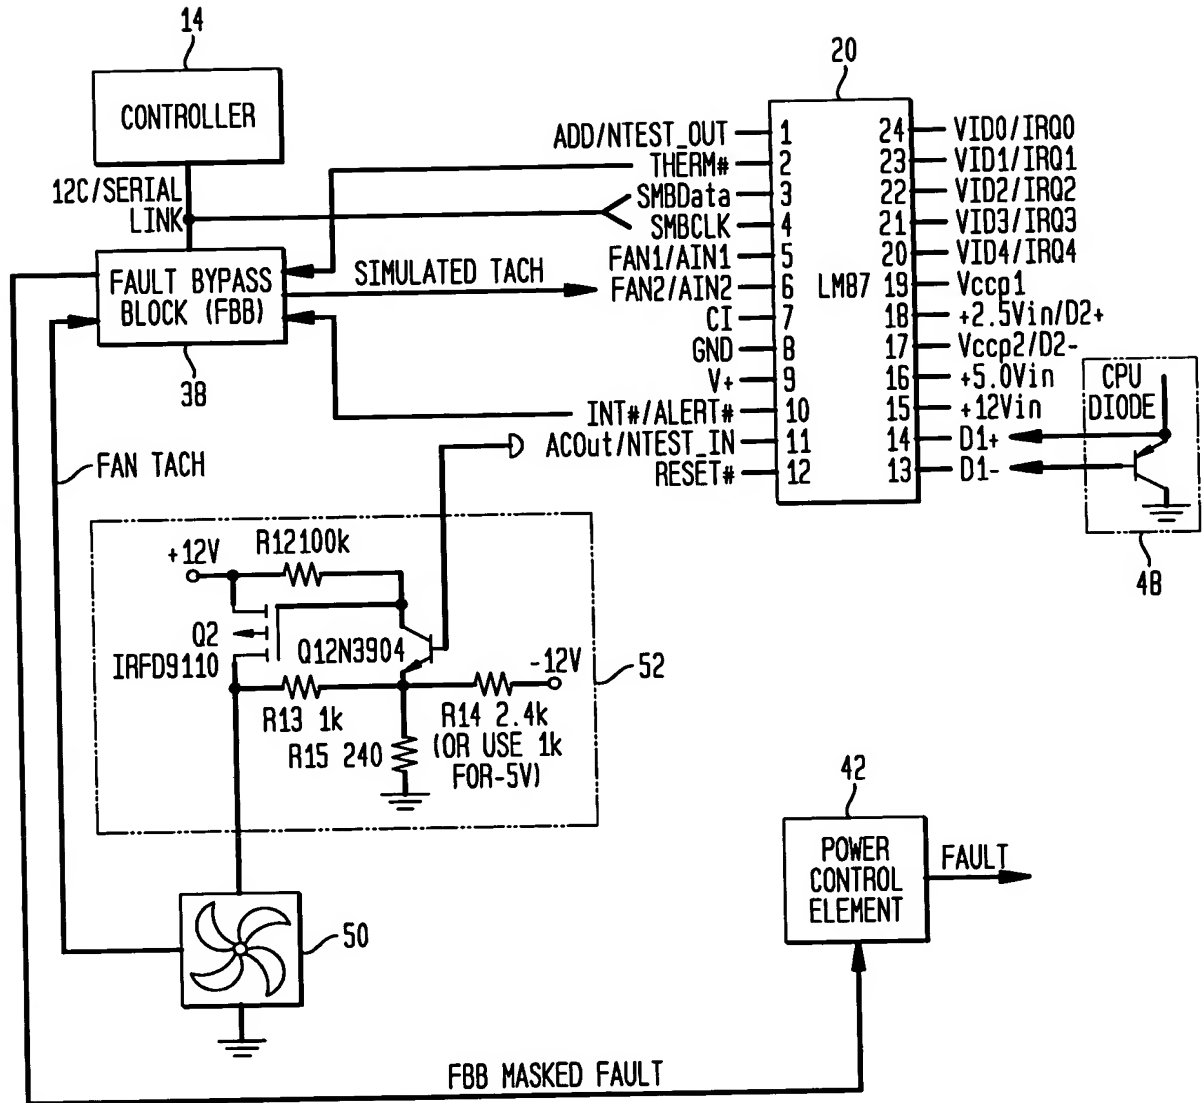 14
CONTROLLER
12C/SERIAL
LINK
FAULT BYPASS
BLOCK (FBB)
38
SIMULATED TACH
FAN TACH
20
LM87
ADD/NTEST_OUT 1
THERM# 2
SMBData 3
SMBCLK 4
FAN1/AIN1 5
FAN2/AIN2 6
CI 7
GND 8
V+ 9
INT#/ALERT# 10
ACOut/NTEST_IN 11
RESET# 12
24 VID0/IRQ0
23 VID1/IRQ1
22 VID2/IRQ2
21 VID3/IRQ3
20 VID4/IRQ4
19 Vccp1
18 +2.5Vin/D2+
17 Vccp2/D2-
16 +5.0Vin
15 +12Vin
14 D1+
13 D1-
CPU
DIODE
48
+12V
R12100k
Q2
IRFD9110
Q12N3904
-12V
52
R13 1k
R14 2.4k
(OR USE 1k
FOR-5V)
R15 240
50
42
POWER
CONTROL
ELEMENT
FAULT
FBB MASKED FAULT